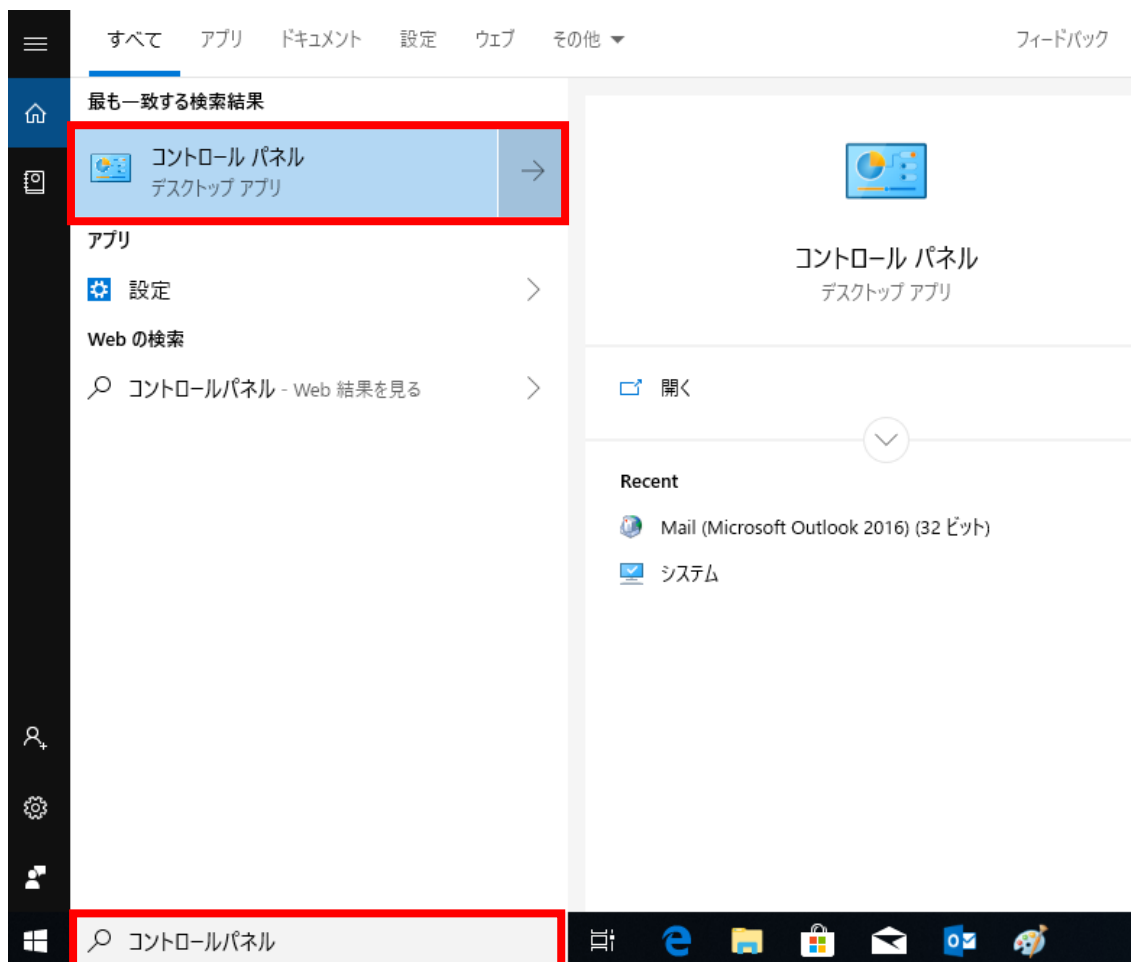 すべて アプリ ドキュメント 設定 ウェブ その他 フィードバック
最も一致する検索結果
コントロール パネル
デスクトップ アプリ
アプリ
設定
Web の検索
コントロールパネル - Web 結果を見る
コントロール パネル
デスクトップ アプリ
開く
Recent
Mail (Microsoft Outlook 2016) (32 ビット)
システム
コントロールパネル